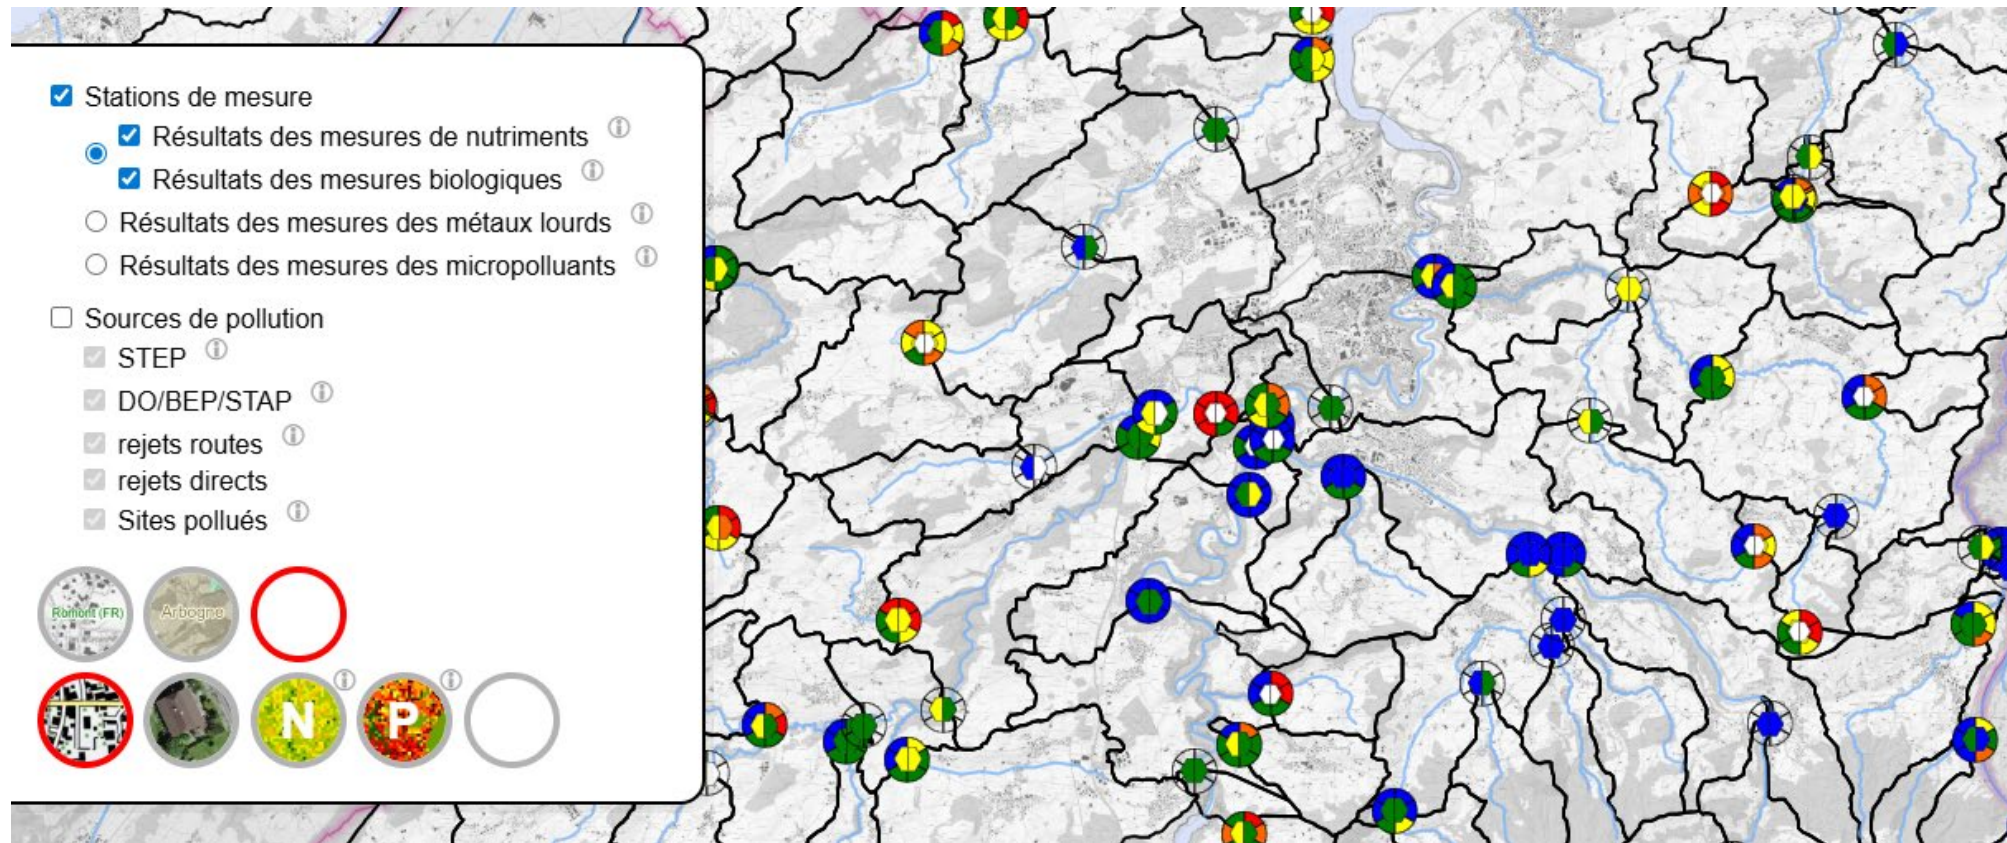 Stations de mesure
Résultats des mesures de nutriments
Résultats des mesures biologiques
Résultats des mesures des métaux lourds
Résultats des mesures des micropolluants
Sources de pollution
STEP
DO/BEP/STAP
rejets routes
rejets directs
Sites pollués
Romont (FR)
Arbogne
N
P